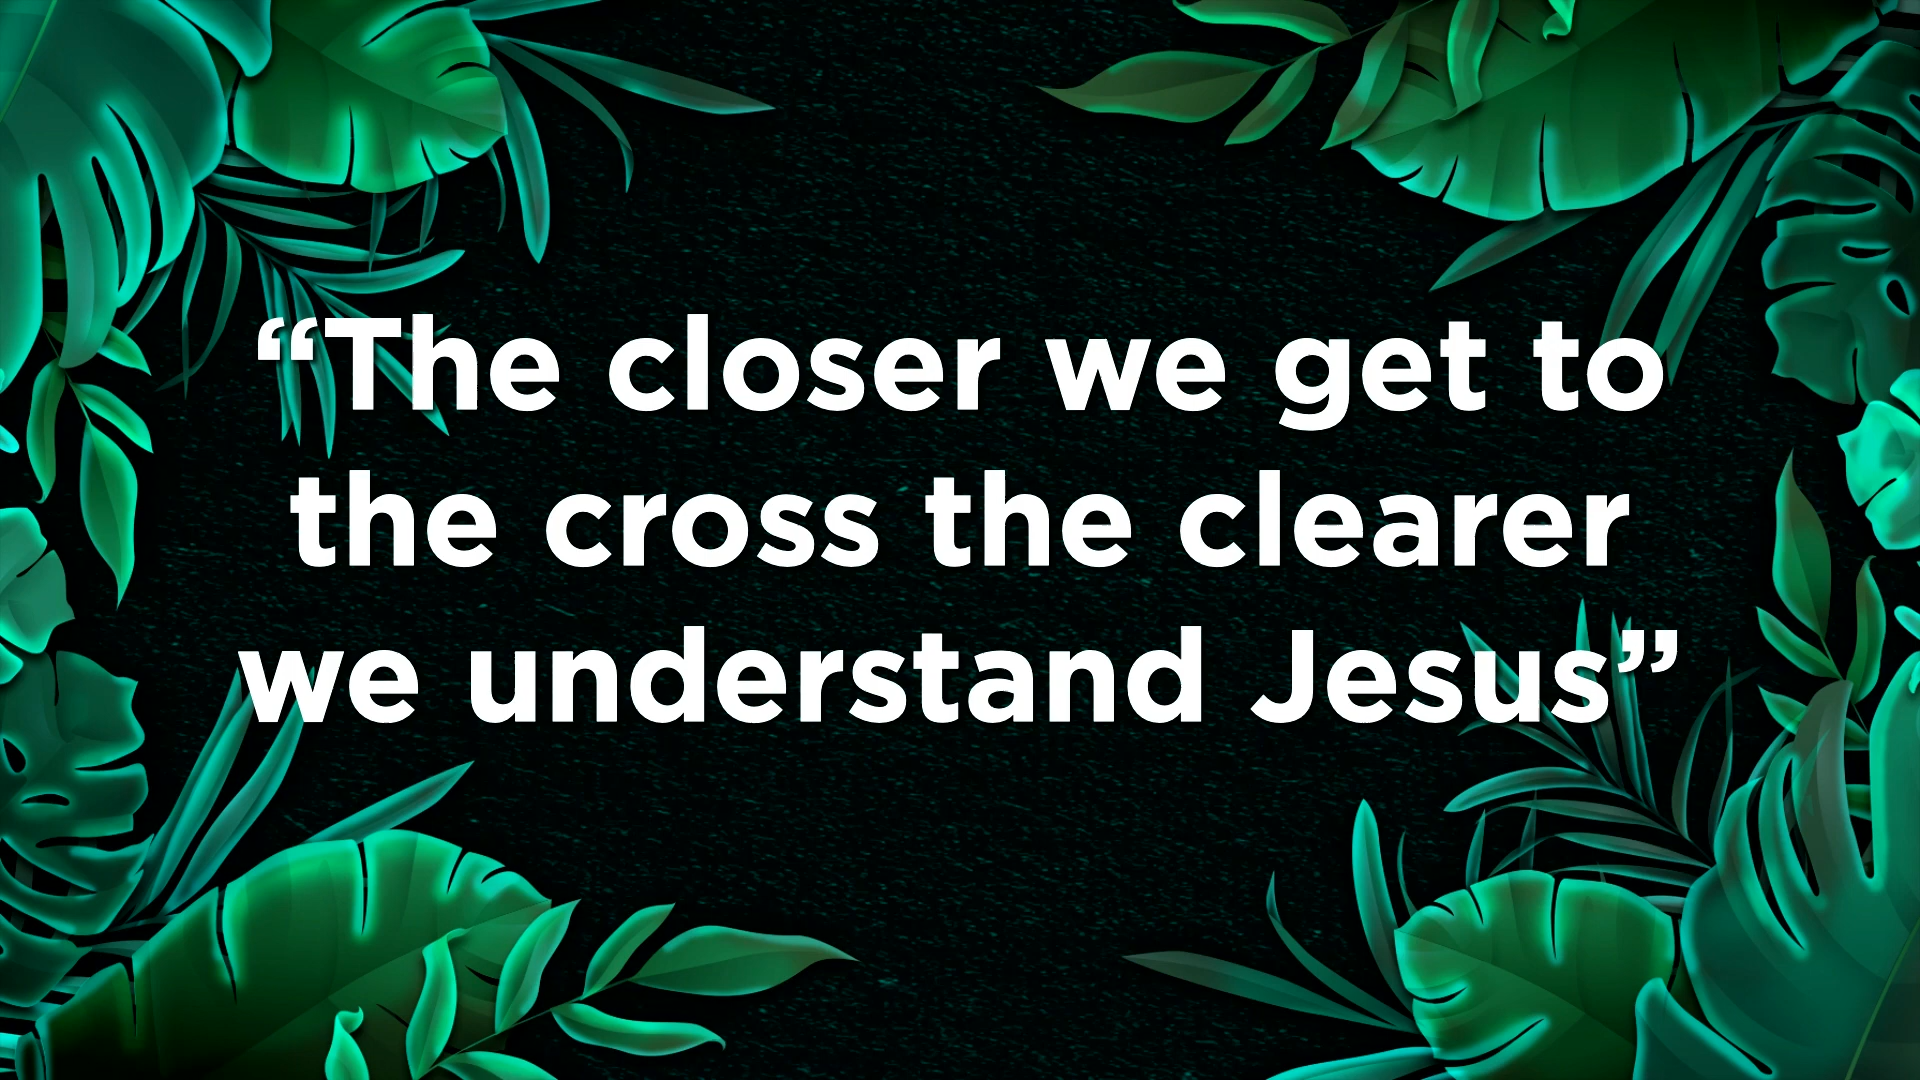 “The closer we get to
the cross the clearer
we understand Jesus”